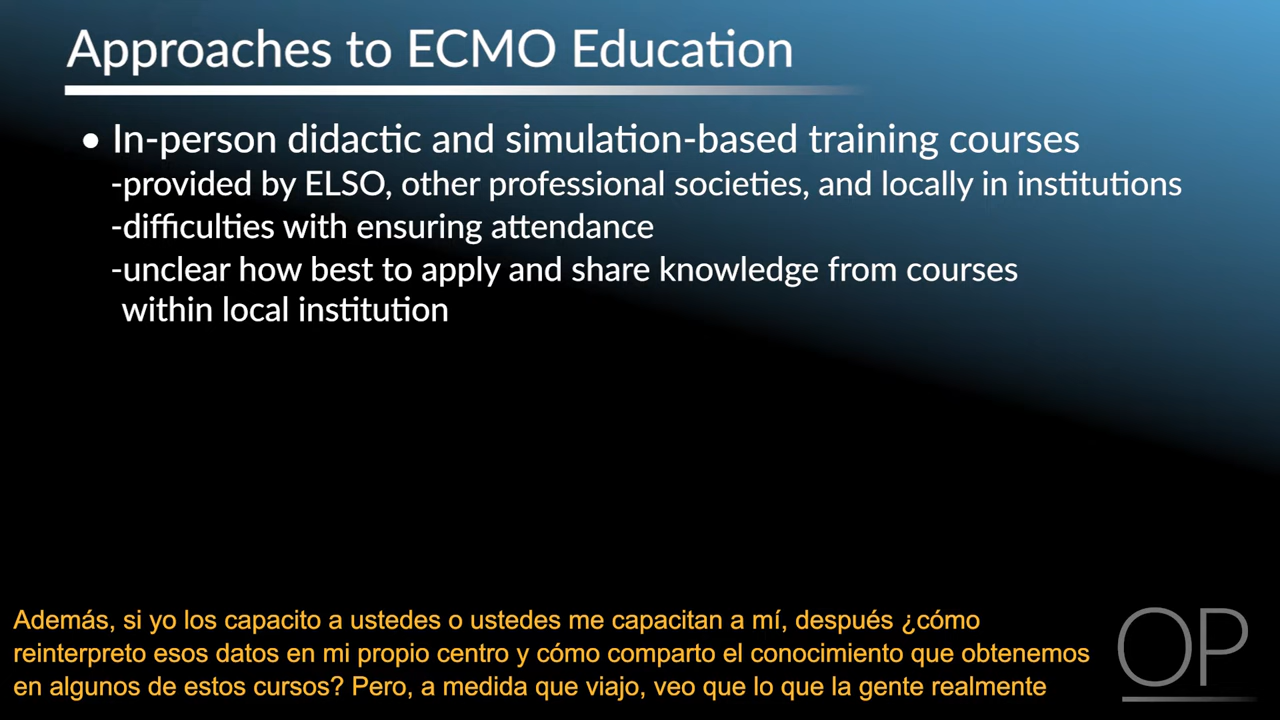 Approaches to ECMO Education
• In-person didactic and simulation-based training courses
-provided by ELSO, other professional societies, and locally in institutions
-difficulties with ensuring attendance
-unclear how best to apply and share knowledge from courses
within local institution
Además, si yo los capacito a ustedes o ustedes me capacitan a mí, después ¿cómo
reinterpreto esos datos en mi propio centro y cómo comparto el conocimiento que obtenemos
en algunos de estos cursos? Pero, a medida que viajo, veo que lo que la gente realmente
OP